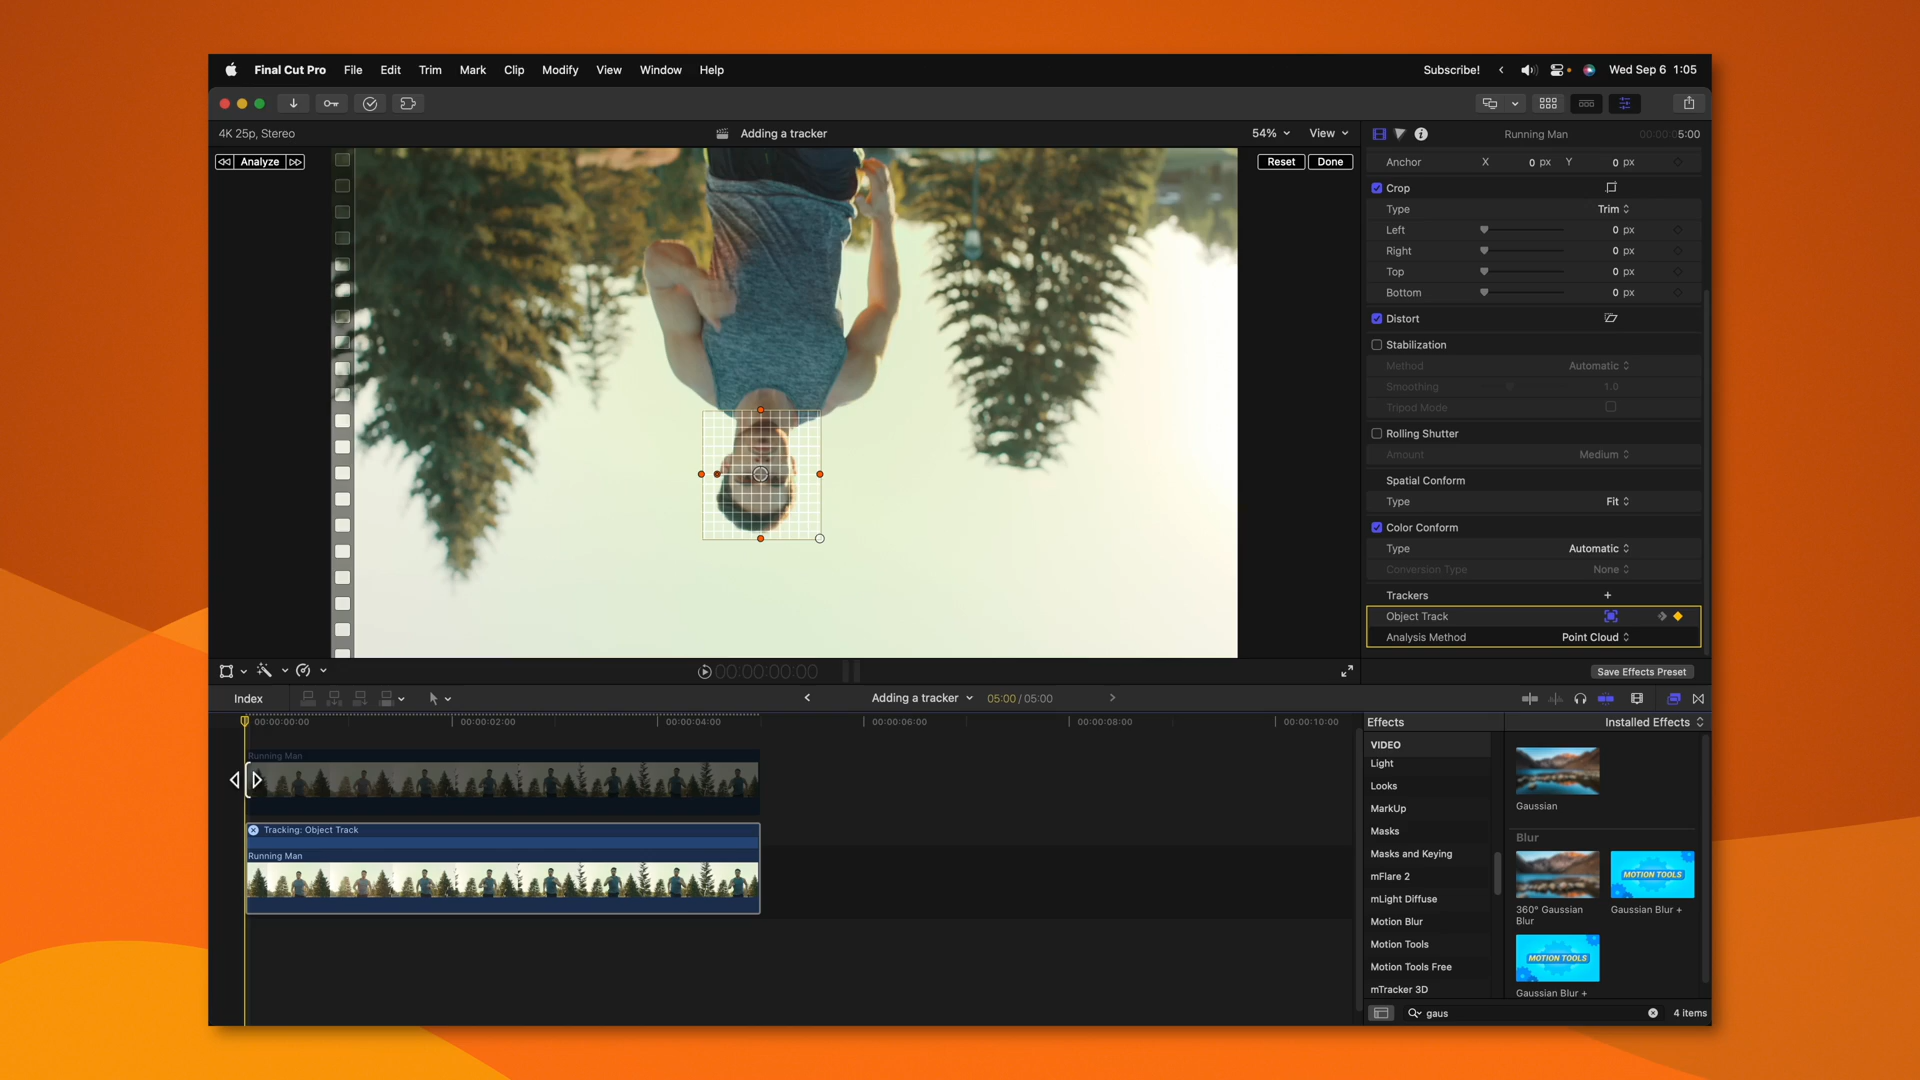 Final Cut Pro File Edit Trim Mark Clip Modify View Window Help
Subscribe! Wed Sep 6 1:05
4K 25p, Stereo
Adding a tracker
54% View
Running Man
00:00:05:00
Analyze
Reset Done
Anchor X 0 px Y 0 px
Crop
Type Trim
Left 0 px
Right 0 px
Top 0 px
Bottom 0 px
Distort
Stabilization
Method Automatic
Smoothing 1.0
Tripod Mode
Rolling Shutter
Amount Medium
Spatial Conform
Type Fit
Color Conform
Type Automatic
Conversion Type None
Trackers +
Object Track
Analysis Method Point Cloud
00:00:00:00
Save Effects Preset
Index
Adding a tracker 05:00 / 05:00
00:00:00:00 00:00:02:00 00:00:04:00 00:00:06:00 00:00:08:00 00:00:10:00
Running Man
Tracking: Object Track
Running Man
Effects
Installed Effects
VIDEO
Light
Looks
MarkUp
Masks
Masks and Keying
mFlare 2
mLight Diffuse
Motion Blur
Motion Tools
Motion Tools Free
mTracker 3D
Gaussian
Blur
MOTION TOOLS
360° Gaussian
Blur
Gaussian Blur +
MOTION TOOLS
Gaussian Blur +
gaus
4 items